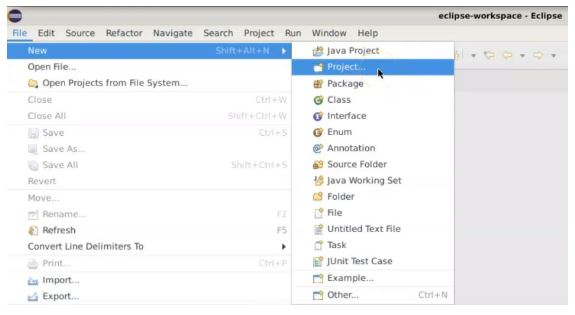 eclipse-workspace - Eclipse
File Edit Source Refactor Navigate Search Project Run Window Help
New Shift+Alt+N
Open File...
Open Projects from File System...
Close Ctrl+W
Close All Shift+Ctrl+W
Save Ctrl+S
Save As...
Save All Shift+Ctrl+S
Revert
Move...
Rename... F2
Refresh F5
Convert Line Delimiters To
Print... Ctrl+P
Import...
Export...
Java Project
Project...
Package
Class
Interface
Enum
Annotation
Source Folder
Java Working Set
Folder
File
Untitled Text File
Task
JUnit Test Case
Example...
Other... Ctrl+N